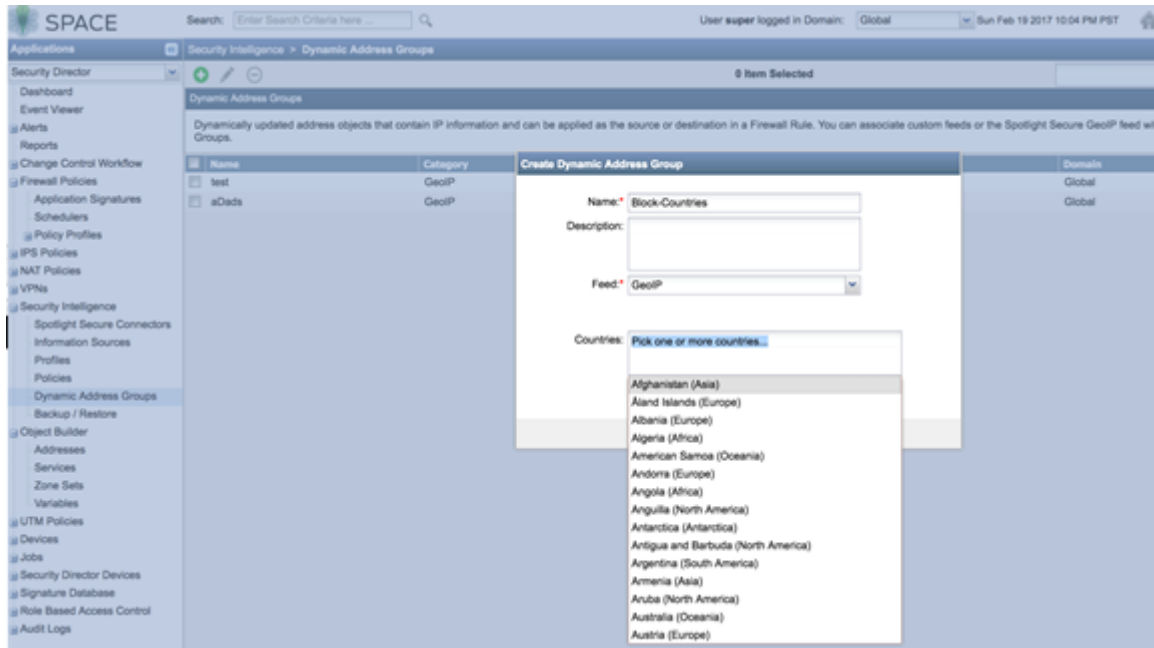 SPACE
Search: Enter Search Criteria here ...
User super logged in Domain: Global Sun Feb 19 2017 10:04 PM PST
Applications
Security Intelligence > Dynamic Address Groups
Security Director
0 Item Selected
Dashboard
Event Viewer
Alerts
Reports
Change Control Workflow
Firewall Policies
Application Signatures
Schedulers
Policy Profiles
IPS Policies
NAT Policies
VPNs
Security Intelligence
Spotlight Secure Connectors
Information Sources
Profiles
Policies
Dynamic Address Groups
Backup / Restore
Object Builder
Addresses
Services
Zone Sets
Variables
UTM Policies
Devices
Jobs
Security Director Devices
Signature Database
Role Based Access Control
Audit Logs
Dynamic Address Groups
Dynamically updated address objects that contain IP information and can be applied as the source or destination in a Firewall Rule. You can associate custom feeds or the Spotlight Secure GeoIP feed wi
Groups.
Name Category Domain
test GeoIP Global
aDads GeoIP Global
Create Dynamic Address Group
Name:* Block-Countries
Description:
Feed:* GeoIP
Countries: Pick one or more countries...
Afghanistan (Asia)
Åland Islands (Europe)
Albania (Europe)
Algeria (Africa)
American Samoa (Oceania)
Andorra (Europe)
Angola (Africa)
Anguilla (North America)
Antarctica (Antarctica)
Antigua and Barbuda (North America)
Argentina (South America)
Armenia (Asia)
Aruba (North America)
Australia (Oceania)
Austria (Europe)